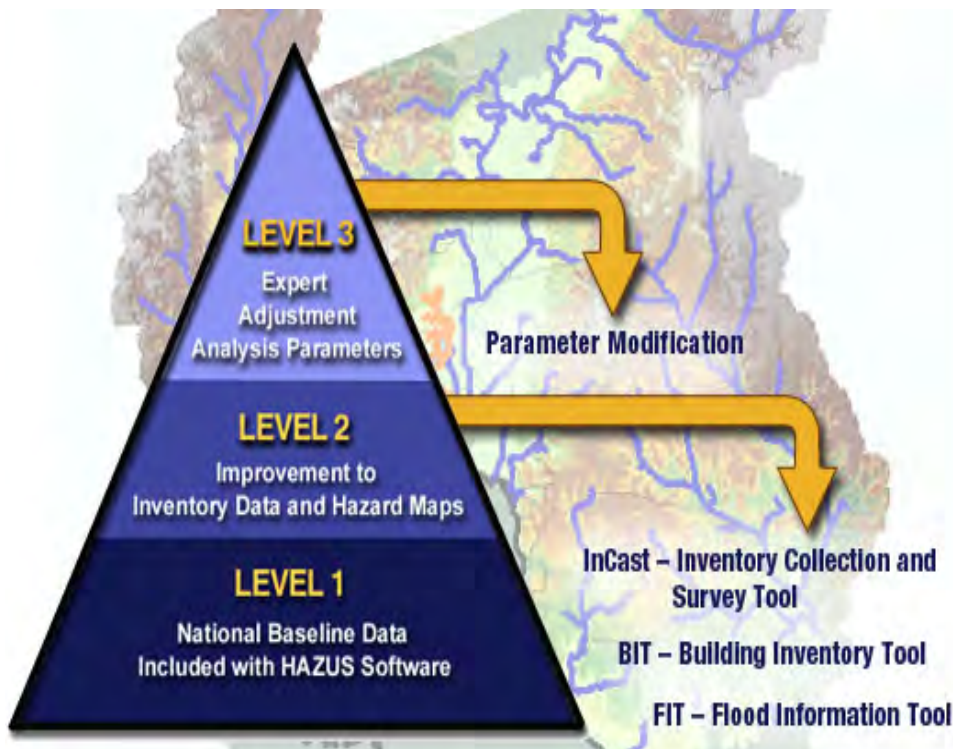 LEVEL 3
Expert
Adjustment
Analysis Parameters
Parameter Modification
LEVEL 2
Improvement to
Inventory Data and Hazard Maps
LEVEL 1
National Baseline Data
Included with HAZUS Software
InCast – Inventory Collection and
Survey Tool
BIT – Building Inventory Tool
FIT – Flood Information Tool